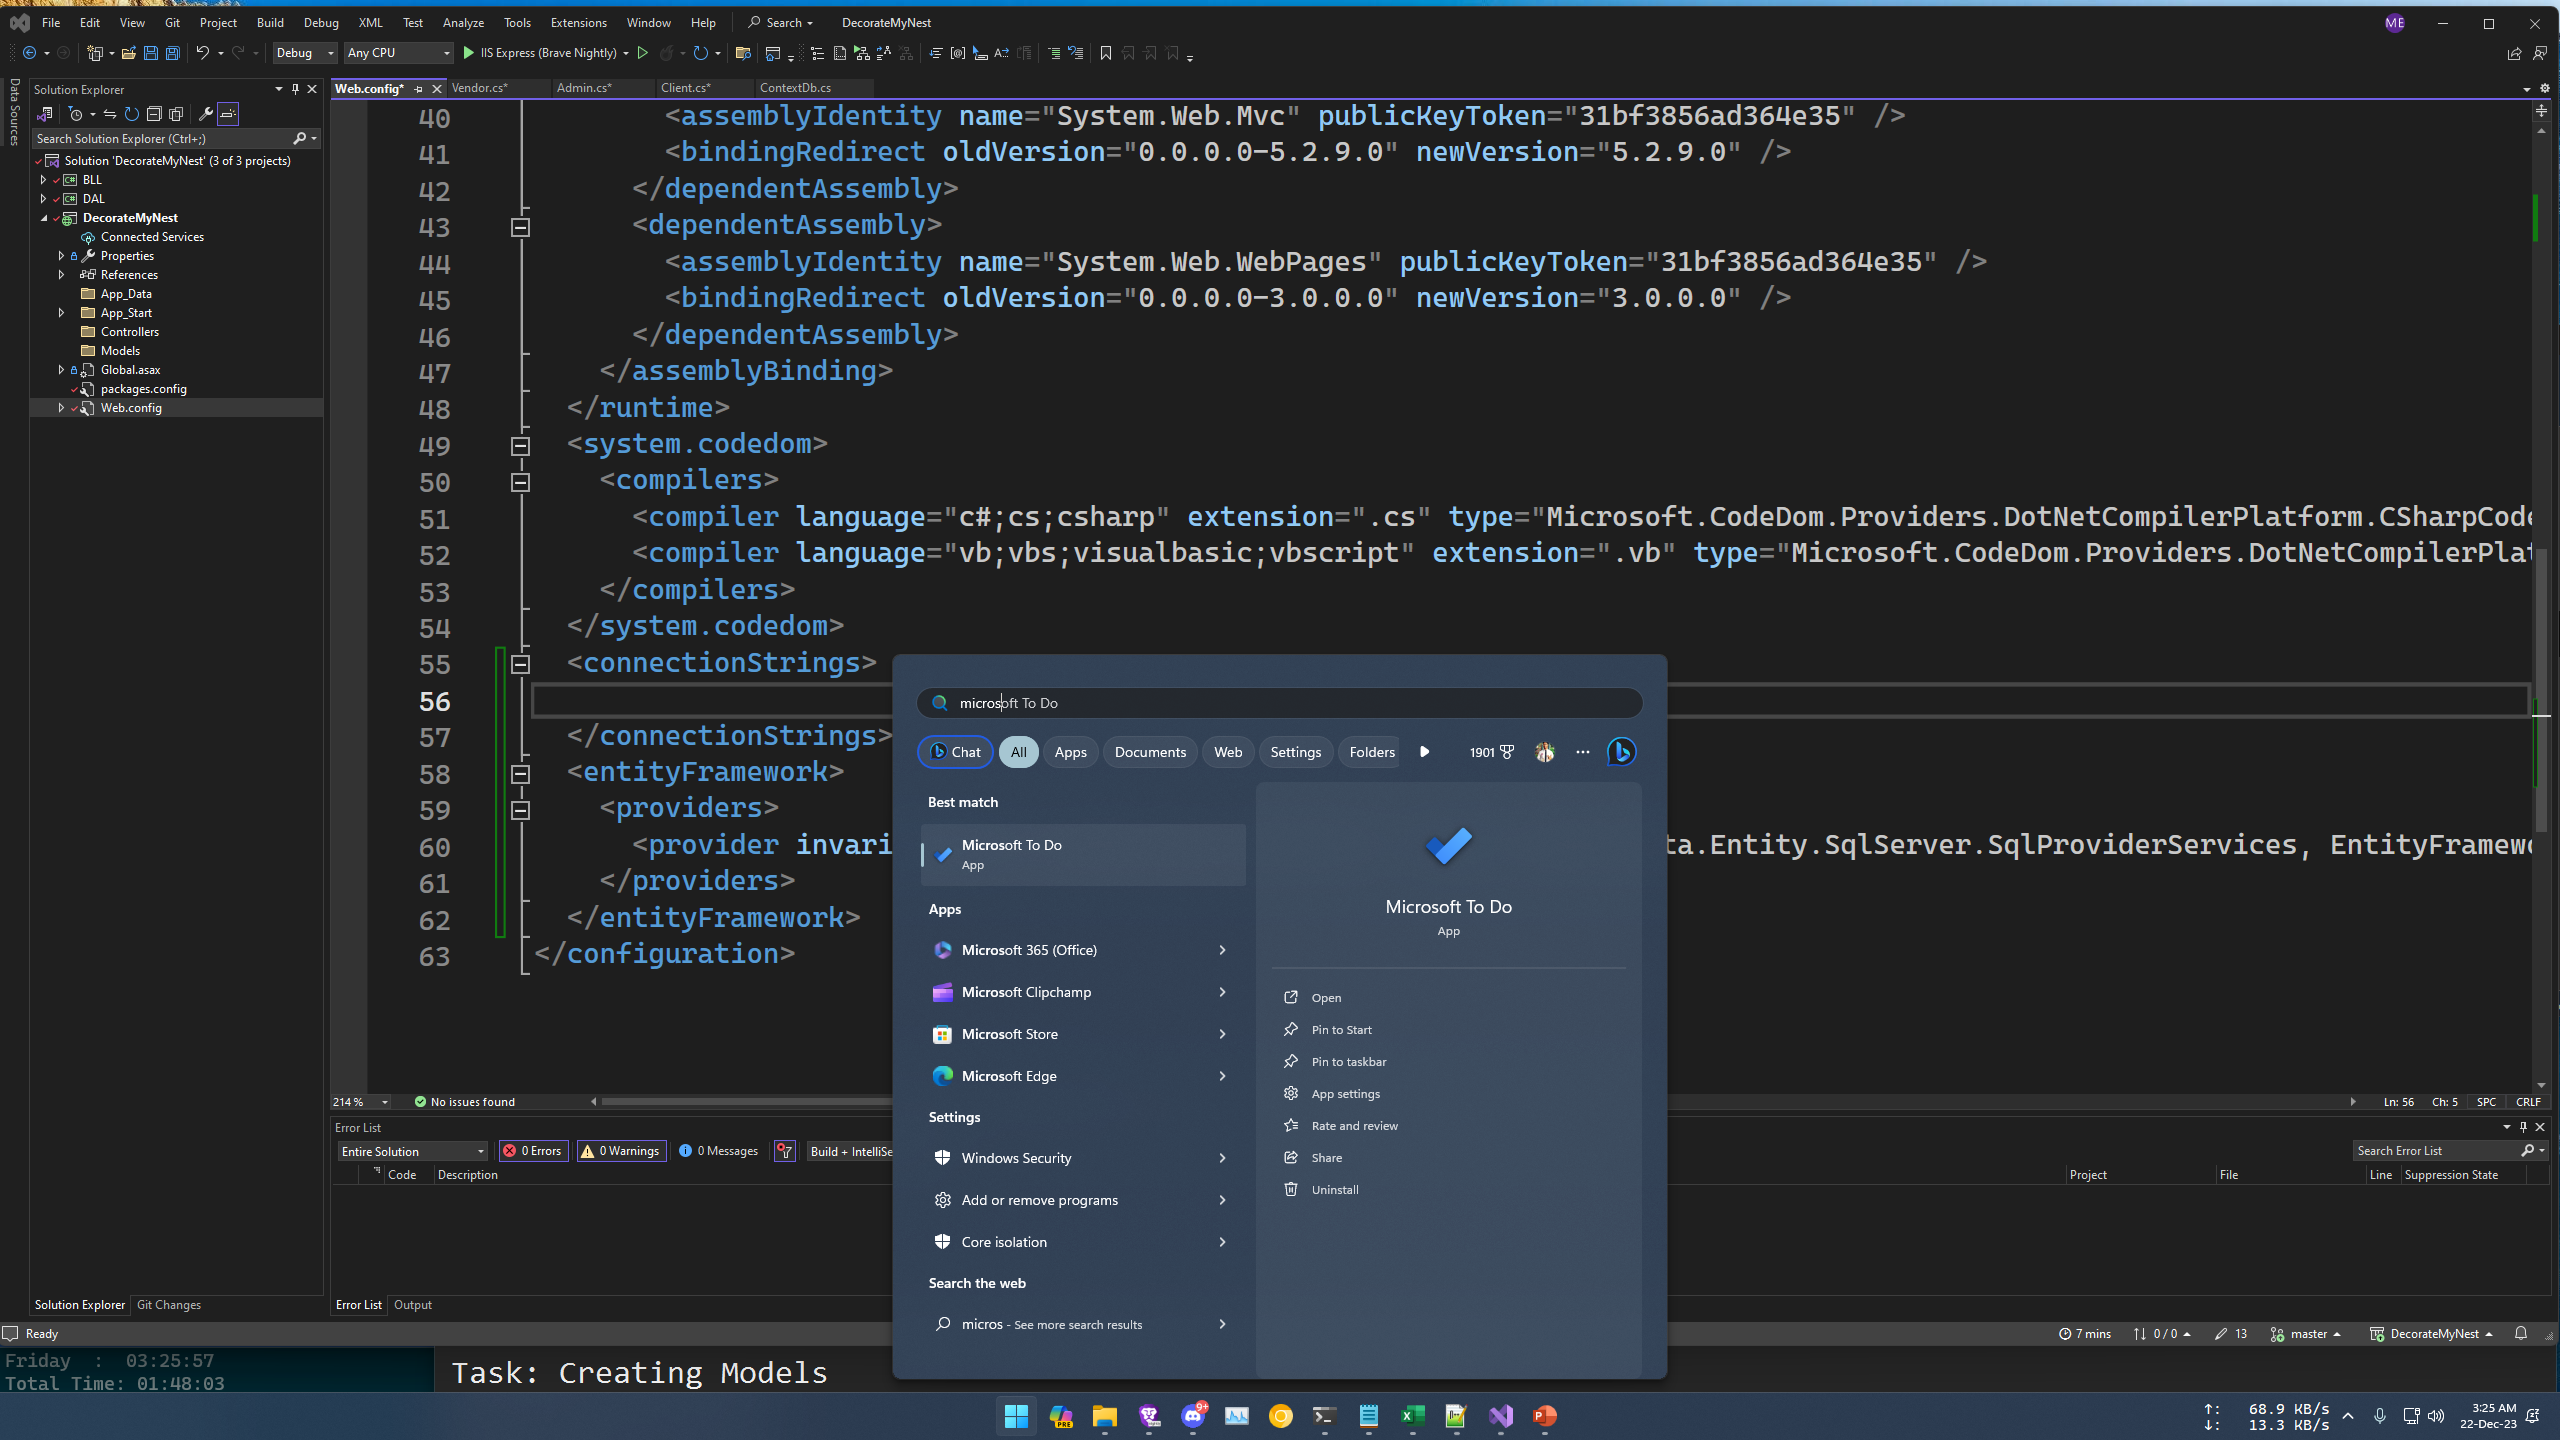 File Edit View Git Project Build Debug XML Test Analyze Tools Extensions Window Help Search DecorateMyNest ME
Debug Any CPU IIS Express (Brave Nightly)
Data Sources
Solution Explorer
Search Solution Explorer (Ctrl+;)
Solution 'DecorateMyNest' (3 of 3 projects)
BLL
DAL
DecorateMyNest
Connected Services
Properties
References
App_Data
App_Start
Controllers
Models
Global.asax
packages.config
Web.config
Solution Explorer Git Changes
Web.config* Vendor.cs* Admin.cs* Client.cs* ContextDb.cs
40 <assemblyIdentity name="System.Web.Mvc" publicKeyToken="31bf3856ad364e35" />
41 <bindingRedirect oldVersion="0.0.0.0-5.2.9.0" newVersion="5.2.9.0" />
42 </dependentAssembly>
43 <dependentAssembly>
44 <assemblyIdentity name="System.Web.WebPages" publicKeyToken="31bf3856ad364e35" />
45 <bindingRedirect oldVersion="0.0.0.0-3.0.0.0" newVersion="3.0.0.0" />
46 </dependentAssembly>
47 </assemblyBinding>
48 </runtime>
49 <system.codedom>
50 <compilers>
51 <compiler language="c#;cs;csharp" extension=".cs" type="Microsoft.CodeDom.Providers.DotNetCompilerPlatform.CSharpCode
52 <compiler language="vb;vbs;visualbasic;vbscript" extension=".vb" type="Microsoft.CodeDom.Providers.DotNetCompilerPlat
53 </compilers>
54 </system.codedom>
55 <connectionStrings>
56
57 </connectionStrings>
58 <entityFramework>
59 <providers>
60 <provider invari ta.Entity.SqlServer.SqlProviderServices, EntityFramewo
61 </providers>
62 </entityFramework>
63 </configuration>
214 % No issues found Ln: 56 Ch: 5 SPC CRLF
Error List
Entire Solution 0 Errors 0 Warnings 0 Messages Build + IntelliSe Search Error List
Code Description Project File Line Suppression State
Error List Output
Ready 7 mins 0 / 0 13 master DecorateMyNest
microsoft To Do
Chat All Apps Documents Web Settings Folders 1901
Best match
Microsoft To Do
App
Apps
Microsoft 365 (Office)
Microsoft Clipchamp
Microsoft Store
Microsoft Edge
Settings
Windows Security
Add or remove programs
Core isolation
Search the web
micros - See more search results
Microsoft To Do
App
Open
Pin to Start
Pin to taskbar
App settings
Rate and review
Share
Uninstall
Friday : 03:25:57
Total Time: 01:48:03
Task: Creating Models
PRE
9+
↑: 68.9 KB/s
↓: 13.3 KB/s
3:25 AM
22-Dec-23